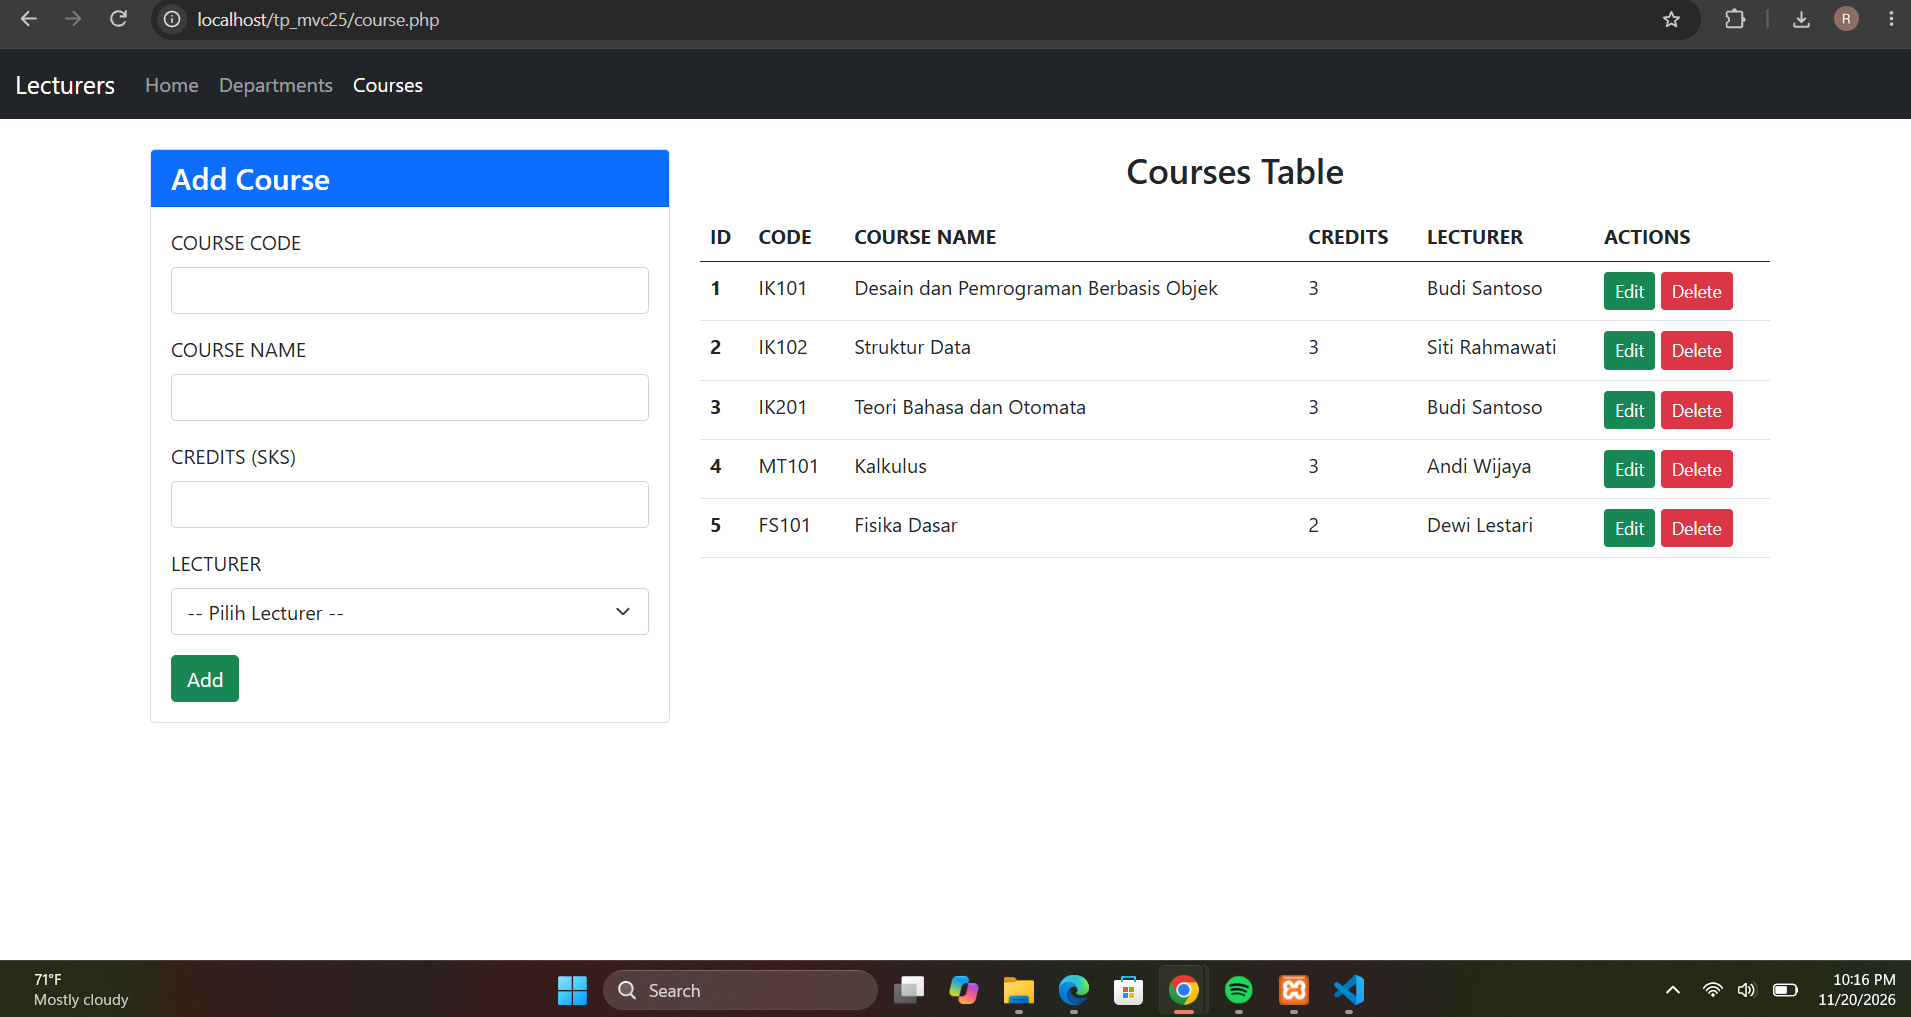 localhost/tp_mvc25/course.php
R
Lecturers Home Departments Courses
Add Course
COURSE CODE
COURSE NAME
CREDITS (SKS)
LECTURER
-- Pilih Lecturer --
Add
Courses Table
ID CODE COURSE NAME CREDITS LECTURER ACTIONS
1 IK101 Desain dan Pemrograman Berbasis Objek 3 Budi Santoso Edit Delete
2 IK102 Struktur Data 3 Siti Rahmawati Edit Delete
3 IK201 Teori Bahasa dan Otomata 3 Budi Santoso Edit Delete
4 MT101 Kalkulus 3 Andi Wijaya Edit Delete
5 FS101 Fisika Dasar 2 Dewi Lestari Edit Delete
71°F
Mostly cloudy
Search
10:16 PM
11/20/2026